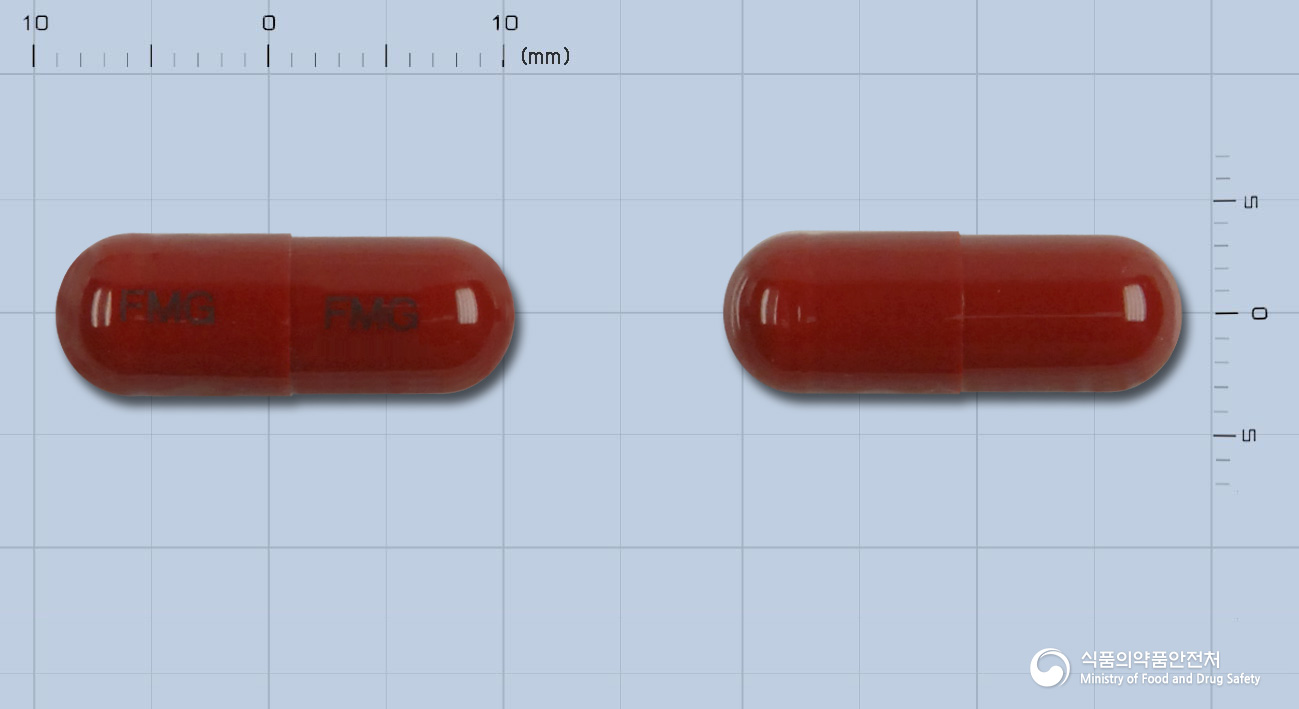 10 0 10 (mm)
FMG FMG
5
0
5
식품의약품안전처
Ministry of Food and Drug Safety